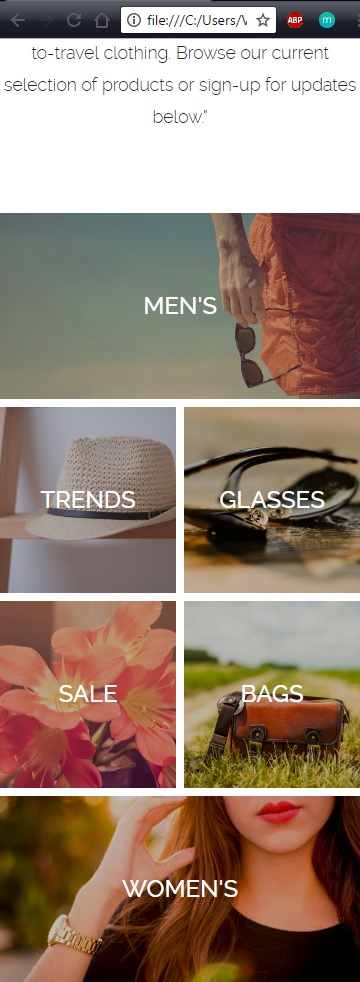 file:///C:/Users/V
ABP
m
to-travel clothing. Browse our current
selection of products or sign-up for updates
below."
MEN'S
TRENDS
GLASSES
SALE
BAGS
WOMEN'S